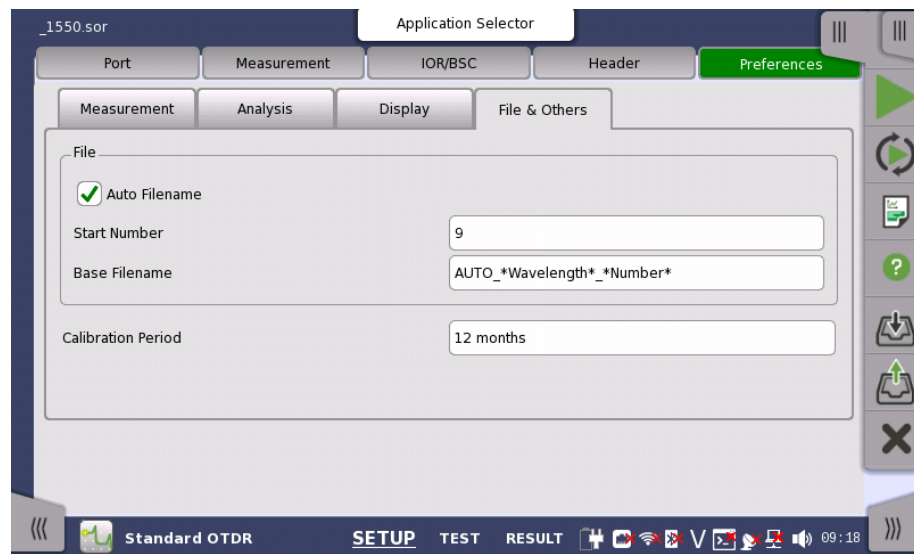 _1550.sor
Application Selector
Port
Measurement
IOR/BSC
Header
Preferences
Measurement
Analysis
Display
File & Others
File
Auto Filename
Start Number
9
Base Filename
AUTO_*Wavelength*_*Number*
Calibration Period
12 months
Standard OTDR
SETUP
TEST
RESULT
V
09:18